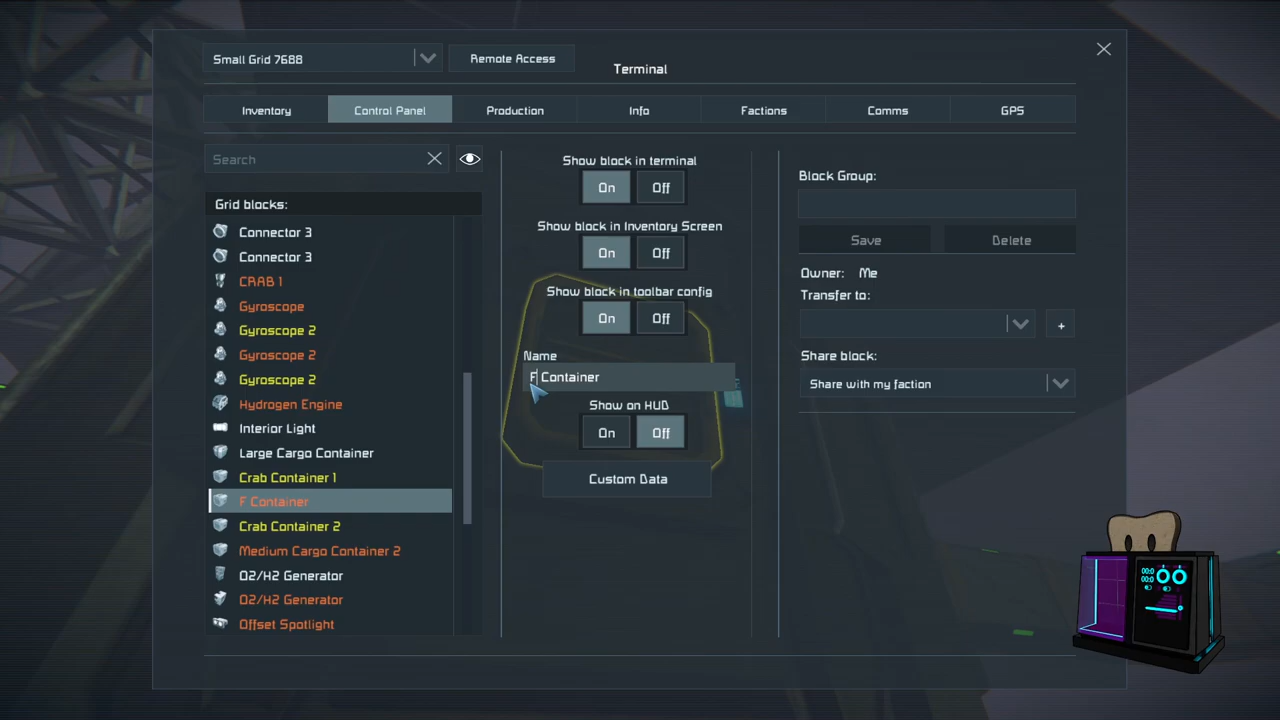 Small Grid 7688
Remote Access
Terminal
Inventory
Control Panel
Production
Info
Factions
Comms
GPS
Search
Grid blocks:
Connector 3
Connector 3
CRAB 1
Gyroscope
Gyroscope 2
Gyroscope 2
Gyroscope 2
Hydrogen Engine
Interior Light
Large Cargo Container
Crab Container 1
F Container
Crab Container 2
Medium Cargo Container 2
O2/H2 Generator
O2/H2 Generator
Offset Spotlight
Show block in terminal
On Off
Show block in Inventory Screen
On Off
Show block in toolbar config
On Off
Name
F Container
Show on HUD
On Off
Custom Data
Block Group:
Save Delete
Owner: Me
Transfer to:
+
Share block:
Share with my faction
00:0
00:0